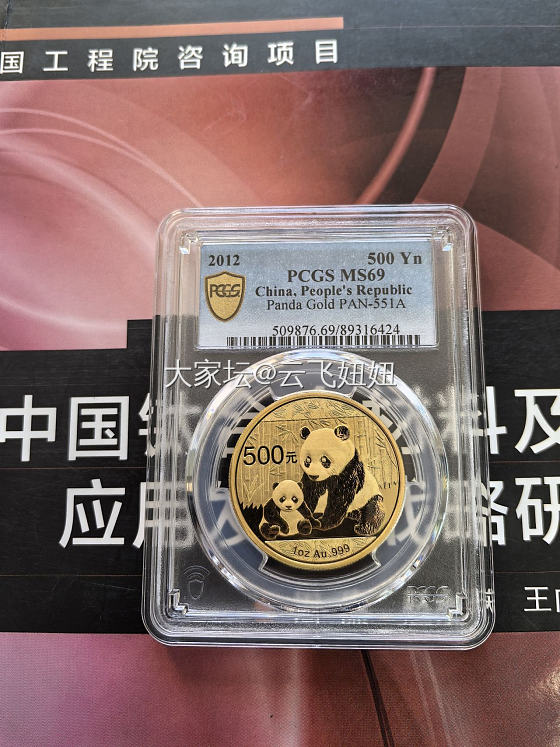 国工程院咨询项目
2012
500 Yn
PCGS MS69
China, People's Republic
Panda Gold PAN-551A
PCGS
509876.69/89316424
大家坛@云飞妞妞
中国
料及
500元
应用
略研
1oz Au.999
PCGS
王